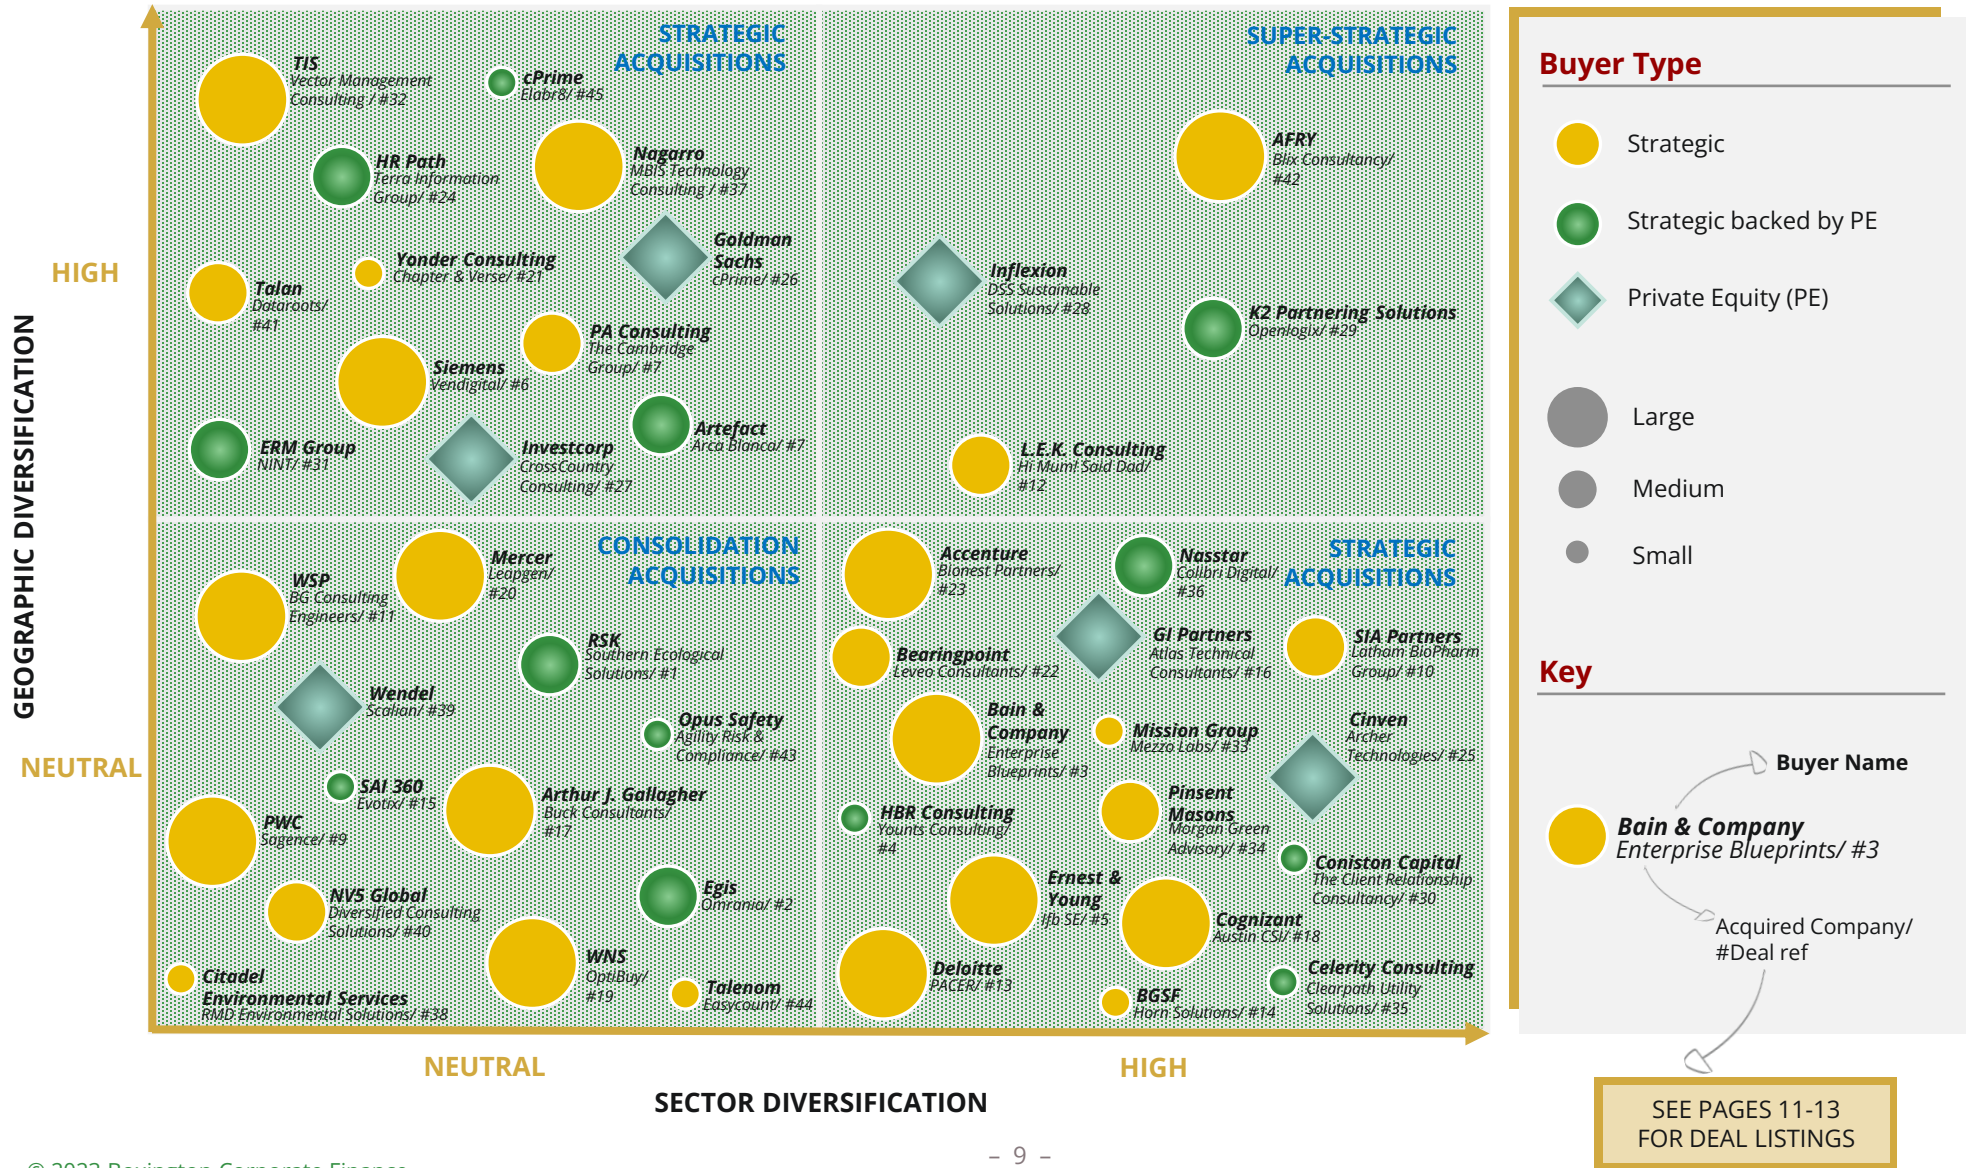 STRATEGIC
ACQUISITIONS
TIS
Vector Management
Consulting / #32
cPrime
Elabr8/ #45
HR Path
Terra Information
Group/ #24
Nagarro
MBIS Technology
Consulting / #37
Goldman
Sachs
cPrime/ #26
Yonder Consulting
Chapter & Verse/ #21
Talan
Dataroots/
#41
PA Consulting
The Cambridge
Group/ #7
Siemens
Vendigital/ #6
Artefact
Arca Blanca/ #7
ERM Group
NINT/ #31
Investcorp
CrossCountry
Consulting/ #27
SUPER-STRATEGIC
ACQUISITIONS
AFRY
Blix Consultancy/
#42
Inflexion
DSS Sustainable
Solutions/ #28
K2 Partnering Solutions
Openlogix/ #29
L.E.K. Consulting
Hi Mum! Said Dad/
#12
CONSOLIDATION
ACQUISITIONS
Mercer
Leapgen/
#20
WSP
BG Consulting
Engineers/ #11
RSK
Southern Ecological
Solutions/ #1
Wendel
Scalian/ #39
Opus Safety
Agility Risk &
Compliance/ #43
SAI 360
Evotix/ #15
Arthur J. Gallagher
Buck Consultants/
#17
PWC
Sagence/ #9
NV5 Global
Diversified Consulting
Solutions/ #40
Egis
Omrania/ #2
WNS
OptiBuy/
#19
Citadel
Environmental Services
RMD Environmental Solutions/ #38
Talenom
Easycount/ #44
STRATEGIC
ACQUISITIONS
Accenture
Bionest Partners/
#23
Nasstar
Colibri Digital/
#36
Bearingpoint
Leveo Consultants/ #22
GI Partners
Atlas Technical
Consultants/ #16
SIA Partners
Latham BioPharm
Group/ #10
Bain &
Company
Enterprise
Blueprints/ #3
Mission Group
Mezzo Labs/ #33
Cinven
Archer
Technologies/ #25
HBR Consulting
Younts Consulting/
#4
Pinsent
Masons
Morgan Green
Advisory/ #34
Coniston Capital
The Client Relationship
Consultancy/ #30
Ernest &
Young
Ifb SE/ #5
Cognizant
Austin CSI/ #18
Deloitte
PACER/ #13
BGSF
Horn Solutions/ #14
Celerity Consulting
Clearpath Utility
Solutions/ #35
GEOGRAPHIC DIVERSIFICATION
HIGH
NEUTRAL
NEUTRAL
HIGH
SECTOR DIVERSIFICATION
Buyer Type
Strategic
Strategic backed by PE
Private Equity (PE)
Large
Medium
Small
Key
Buyer Name
Bain & Company
Enterprise Blueprints/ #3
Acquired Company/
#Deal ref
SEE PAGES 11-13
FOR DEAL LISTINGS
– 9 –